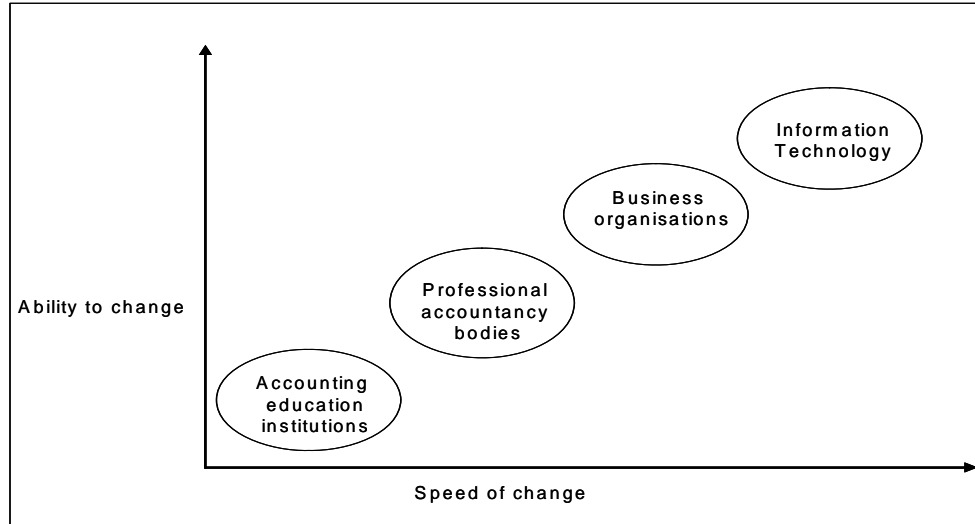 Information
Technology
Business
organisations
Professional
accountancy
bodies
Ability to change
Accounting
education
institutions
Speed of change